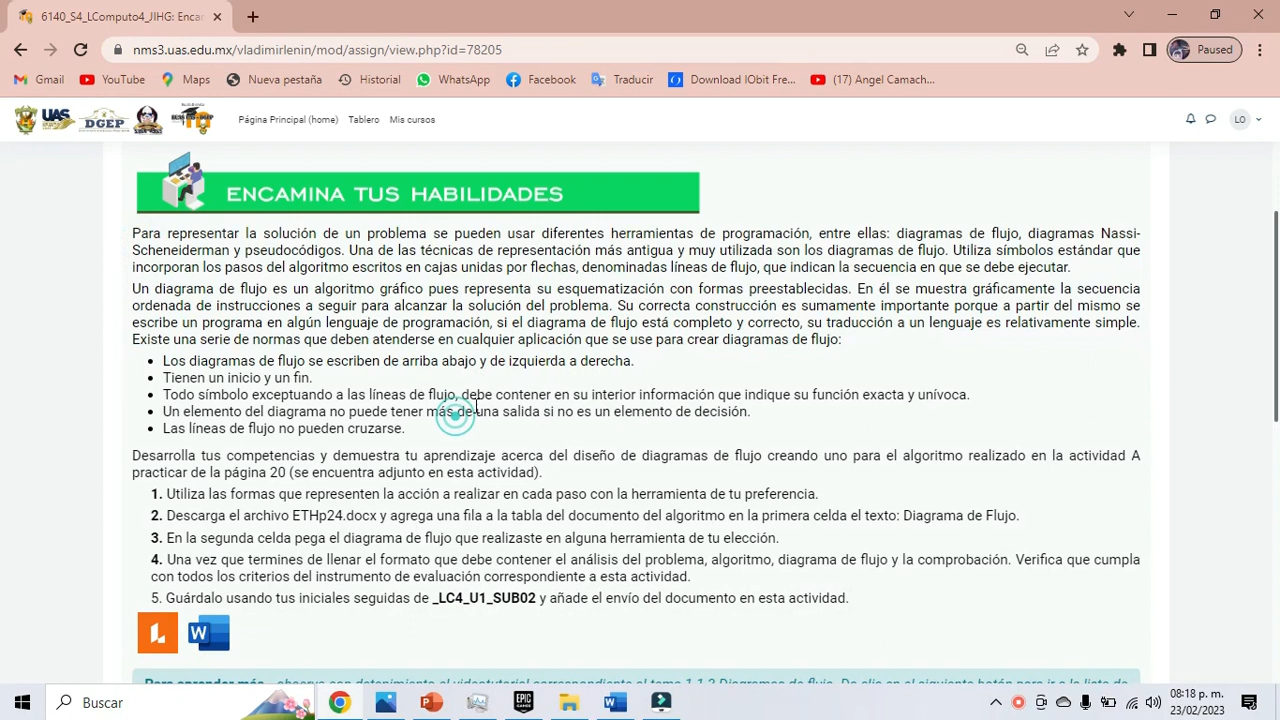 6140_S4_LComputo4_JIHG: Enca
nms3.uas.edu.mx/vladimirlenin/mod/assign/view.php?id=78205
Paused
Gmail YouTube Maps Nueva pestaña Historial WhatsApp Facebook Traducir Download IObit Fre... (17) Angel Camach...
UAS DGEP Página Principal (home) Tablero Mis cursos LO
ENCAMINA TUS HABILIDADES
Para representar la solución de un problema se pueden usar diferentes herramientas de programación, entre ellas: diagramas de flujo, diagramas Nassi-
Scheneiderman y pseudocódigos. Una de las técnicas de representación más antigua y muy utilizada son los diagramas de flujo. Utiliza símbolos estándar que
incorporan los pasos del algoritmo escritos en cajas unidas por flechas, denominadas líneas de flujo, que indican la secuencia en que se debe ejecutar.
Un diagrama de flujo es un algoritmo gráfico pues representa su esquematización con formas preestablecidas. En él se muestra gráficamente la secuencia
ordenada de instrucciones a seguir para alcanzar la solución del problema. Su correcta construcción es sumamente importante porque a partir del mismo se
escribe un programa en algún lenguaje de programación, si el diagrama de flujo está completo y correcto, su traducción a un lenguaje es relativamente simple.
Existe una serie de normas que deben atenderse en cualquier aplicación que se use para crear diagramas de flujo:
• Los diagramas de flujo se escriben de arriba abajo y de izquierda a derecha.
• Tienen un inicio y un fin.
• Todo símbolo exceptuando a las líneas de flujo, debe contener en su interior información que indique su función exacta y unívoca.
• Un elemento del diagrama no puede tener más de una salida si no es un elemento de decisión.
• Las líneas de flujo no pueden cruzarse.
Desarrolla tus competencias y demuestra tu aprendizaje acerca del diseño de diagramas de flujo creando uno para el algoritmo realizado en la actividad A
practicar de la página 20 (se encuentra adjunto en esta actividad).
1. Utiliza las formas que representen la acción a realizar en cada paso con la herramienta de tu preferencia.
2. Descarga el archivo ETHp24.docx y agrega una fila a la tabla del documento del algoritmo en la primera celda el texto: Diagrama de Flujo.
3. En la segunda celda pega el diagrama de flujo que realizaste en alguna herramienta de tu elección.
4. Una vez que termines de llenar el formato que debe contener el análisis del problema, algoritmo, diagrama de flujo y la comprobación. Verifica que cumpla
con todos los criterios del instrumento de evaluación correspondiente a esta actividad.
5. Guárdalo usando tus iniciales seguidas de _LC4_U1_SUB02 y añade el envío del documento en esta actividad.
W
Buscar
EPIC GAMES
08:18 p. m.
23/02/2023